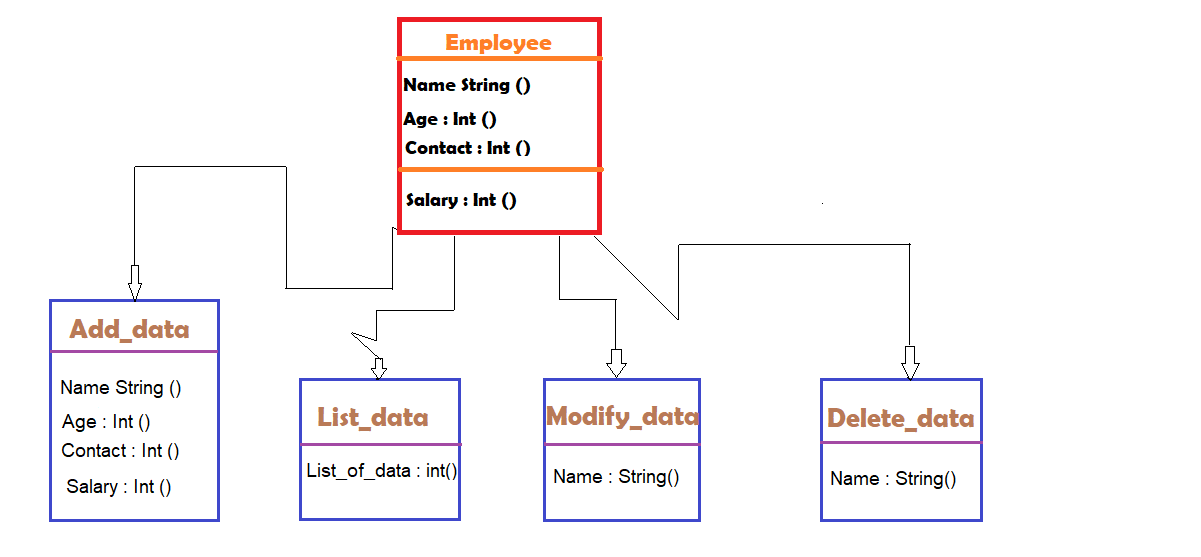 Employee
Name String ()
Age : Int ()
Contact : Int ()
Salary : Int ()
Add_data
Name String ()
Age : Int ()
Contact : Int ()
Salary : Int ()
List_data
List_of_data : int()
Modify_data
Name : String()
Delete_data
Name : String()